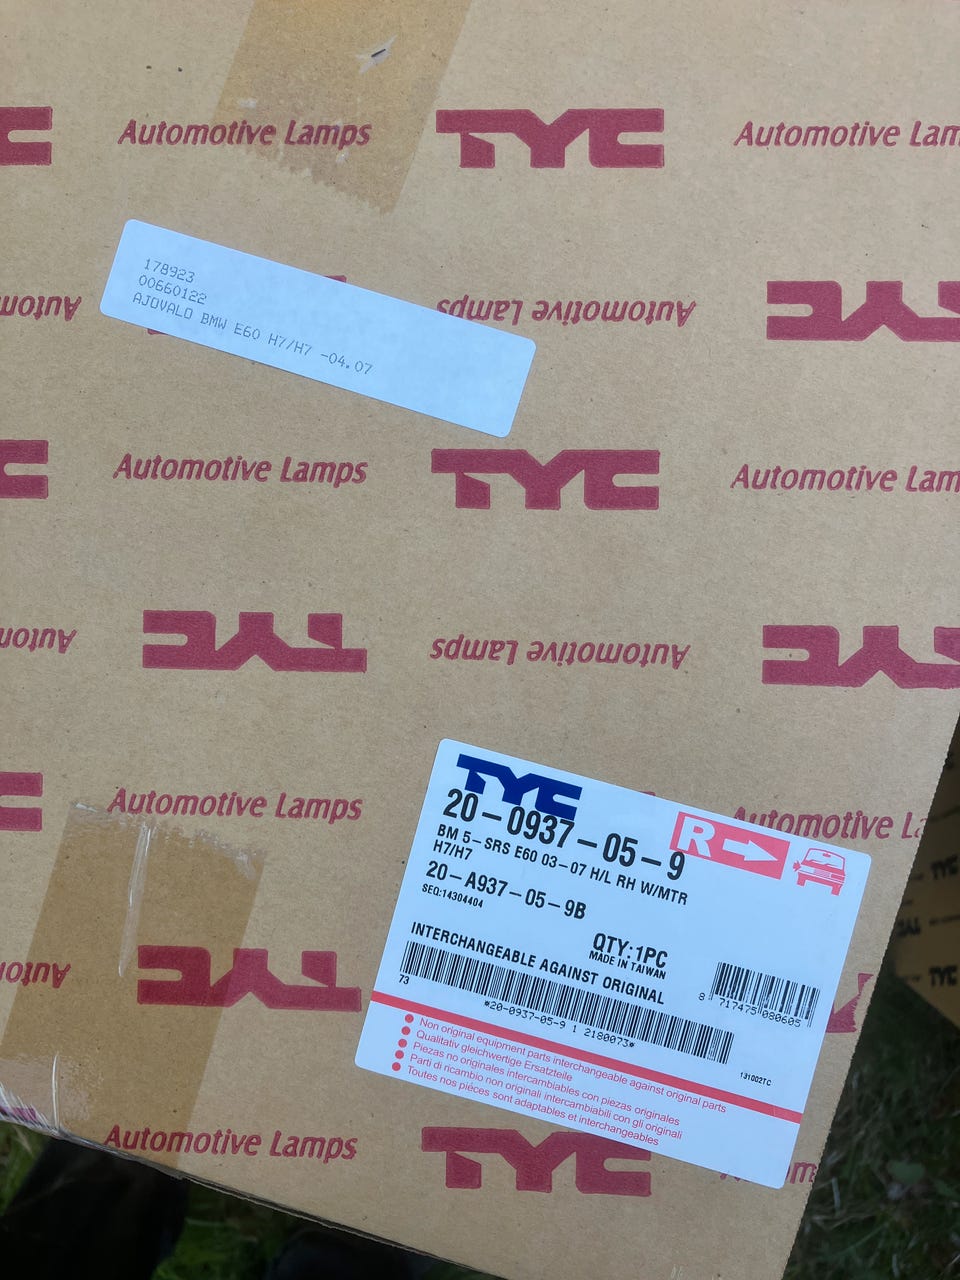 Automotive Lamps TYC Automotive Lam
178923
00660122
AJOVALO BMW E60 H7/H7 -04.07
Automotive Lamps
Automotive Lamps TYC Automotive Lam
TYC Automotive Lamps
Automotive Lamps
TYC
20-0937-05-9
R
BM 5-SRS E60 03-07 H/L RH W/MTR
H7/H7
20-A937-05-9B
SEQ:14304404
QTY:1PC
MADE IN TAIWAN
INTERCHANGEABLE AGAINST ORIGINAL
73
*20-0937-05-9 1 2180073*
8 717475 080605
131002TC
Non original equipment parts interchangeable against original parts
Qualitativ gleichwertige Ersatzteile
Piezas no originales intercambiables con piezas originales
Parti di ricambio non originali intercambiabili con gli originali
Toutes nos piéces sont adaptables et interchangeables
TYC
Automotive Lamps TYC